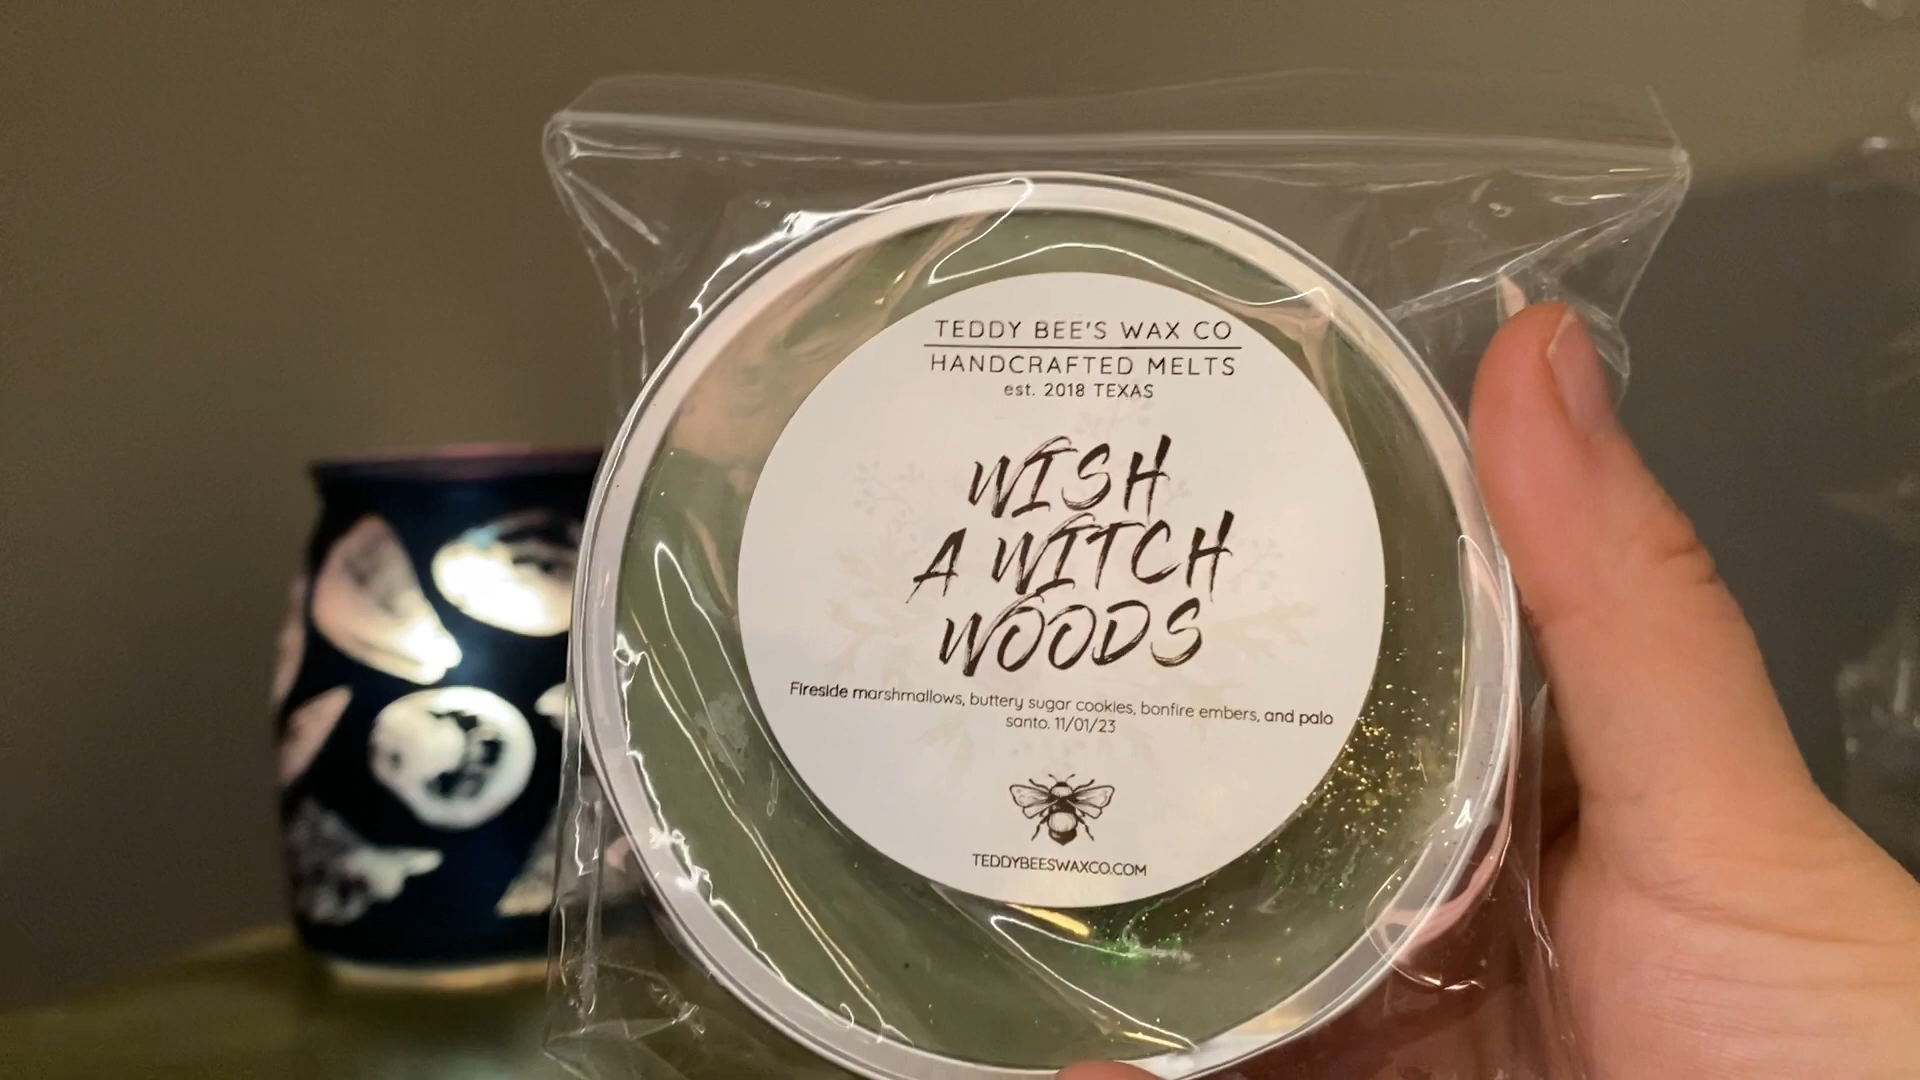 TEDDY BEE'S WAX CO
HANDCRAFTED MELTS
est. 2018 TEXAS
WISH
A WITCH
WOODS
Fireside marshmallows, buttery sugar cookies, bonfire embers, and palo
santo. 11/01/23
TEDDYBEESWAXCO.COM